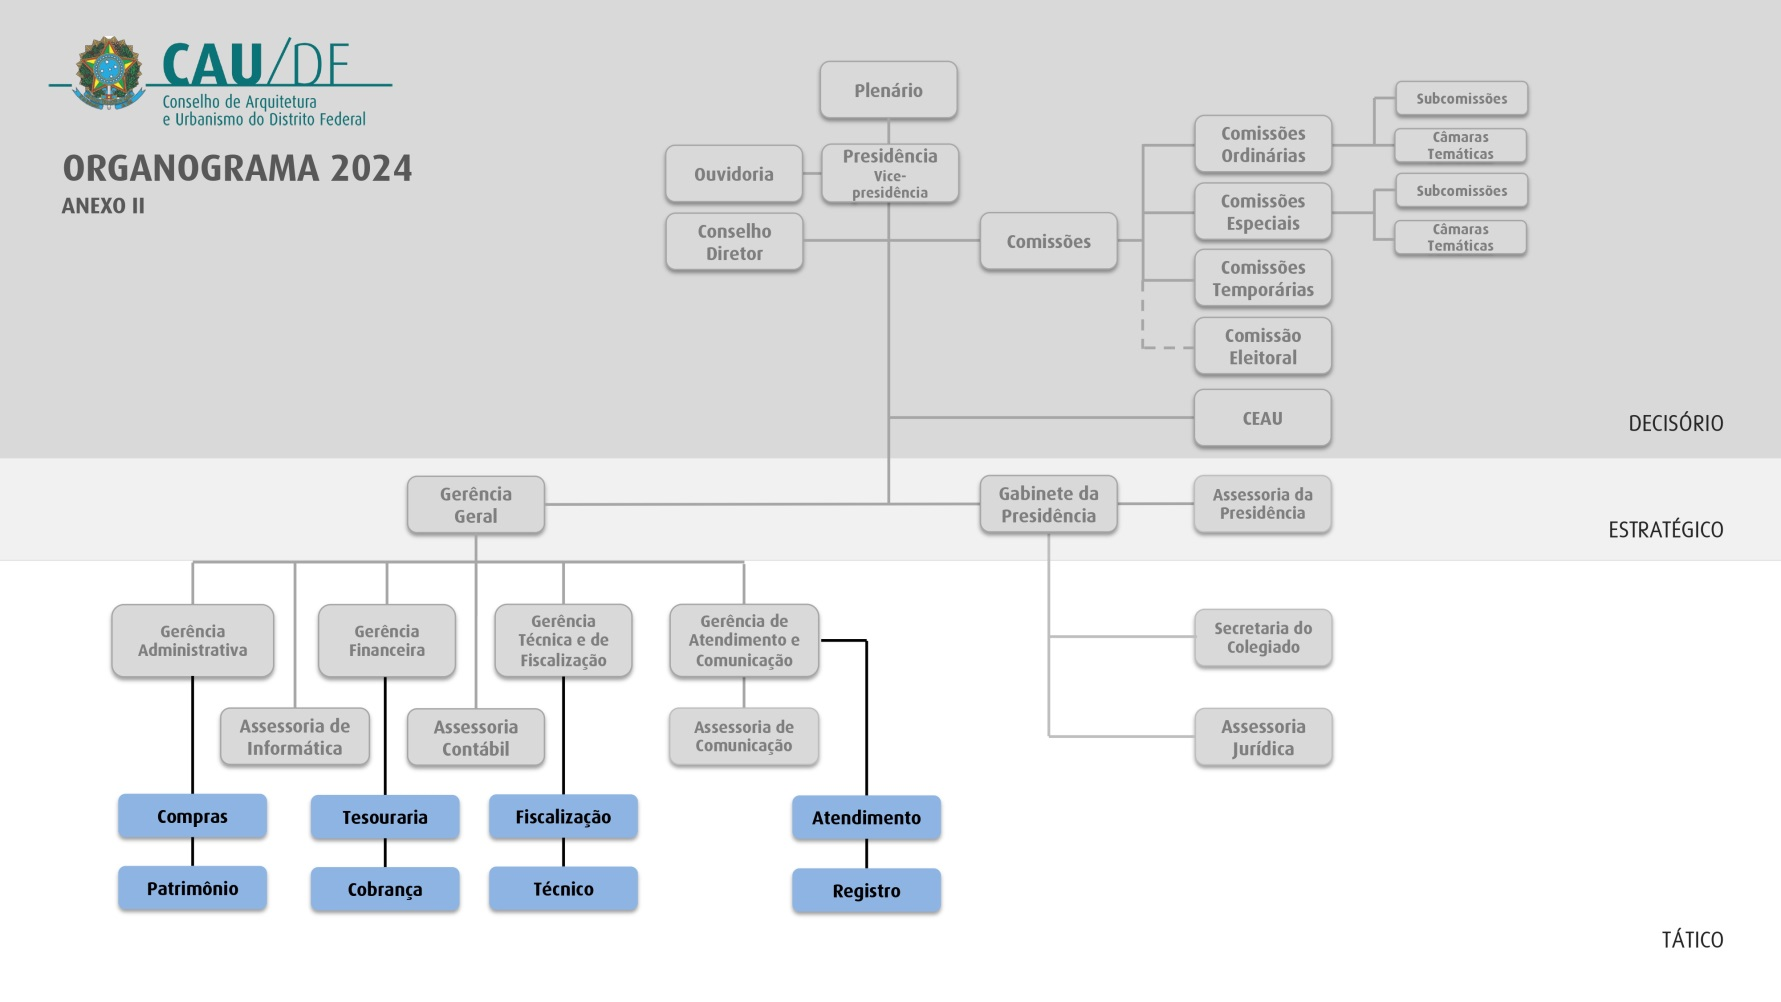 CAU/DF
Conselho de Arquitetura
e Urbanismo do Distrito Federal
ORGANOGRAMA 2024
ANEXO II
Plenário
Ouvidoria
Presidência
Vice-
presidência
Conselho
Diretor
Comissões
Comissões
Ordinárias
Subcomissões
Câmaras
Temáticas
Comissões
Especiais
Subcomissões
Câmaras
Temáticas
Comissões
Temporárias
Comissão
Eleitoral
CEAU
DECISÓRIO
Gerência
Geral
Gabinete da
Presidência
Assessoria da
Presidência
ESTRATÉGICO
Gerência
Administrativa
Gerência
Financeira
Gerência
Técnica e de
Fiscalização
Gerência de
Atendimento e
Comunicação
Secretaria do
Colegiado
Assessoria de
Informática
Assessoria
Contábil
Assessoria de
Comunicação
Assessoria
Jurídica
Compras
Tesouraria
Fiscalização
Atendimento
Patrimônio
Cobrança
Técnico
Registro
TÁTICO